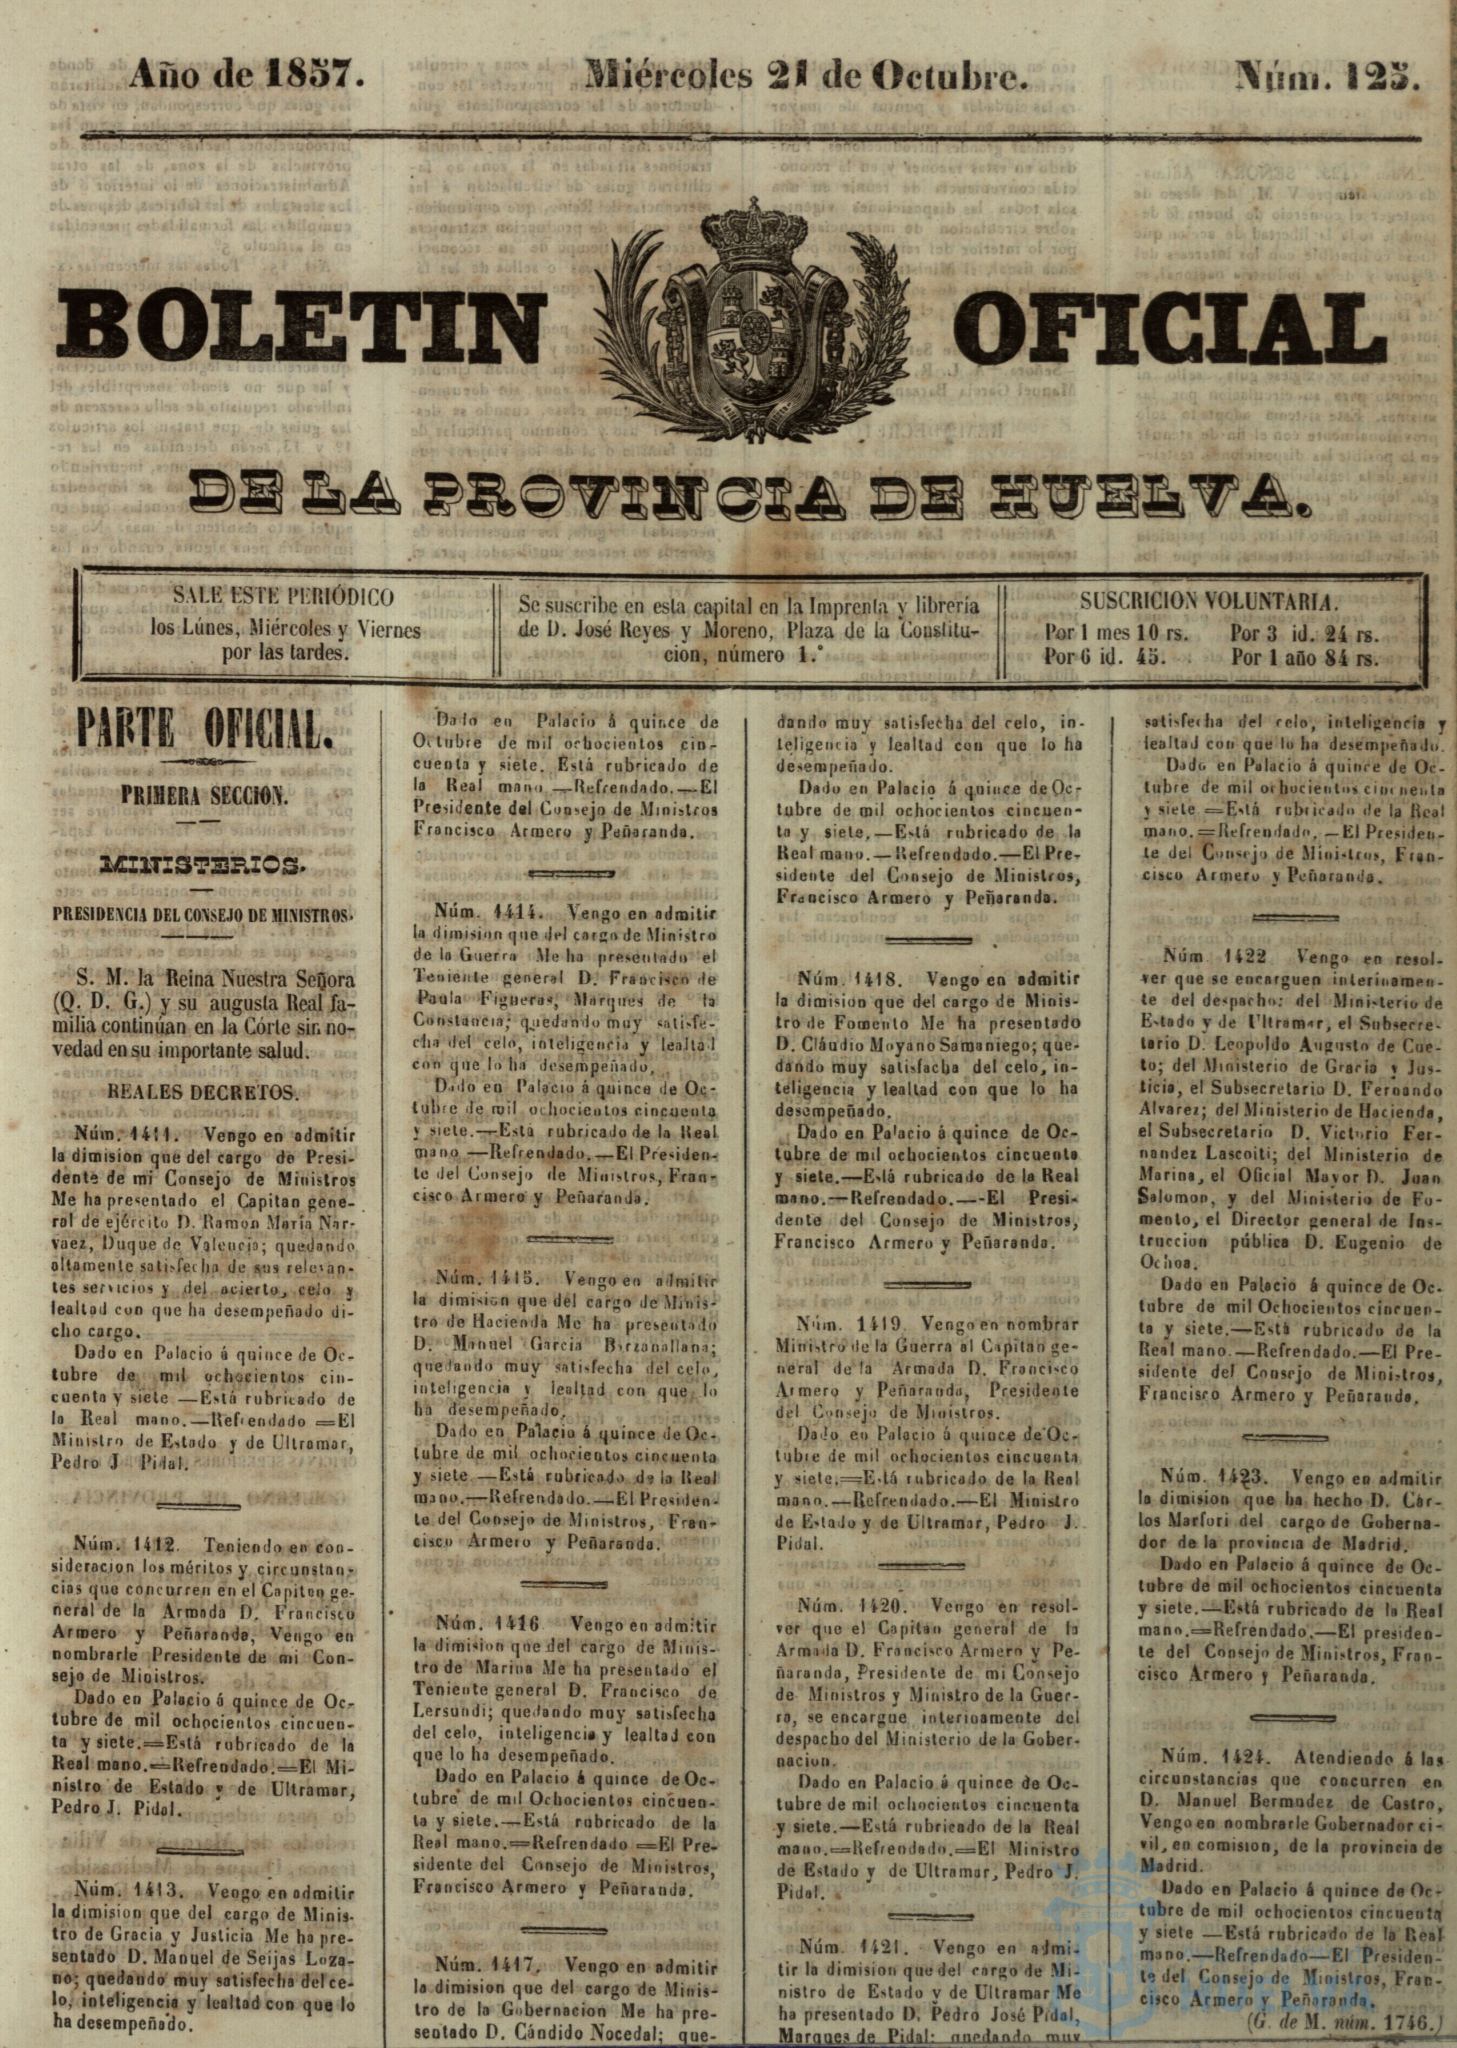 Año de 1857.
Miércoles 21 de Octubre.
Núm. 125.
BOLETIN OFICIAL
DE LA PROVINCIA DE HUELVA.
SALE ESTE PERIÓDICO
los Lúnes, Miércoles y Viernes
por las tardes.
Se suscribe en esta capital en la Imprenta y librería
de D. José Reyes y Moreno, Plaza de la Constitu-
cion, número 1.°
SUSCRICION VOLUNTARIA.
Por 1 mes 10 rs. Por 3 id. 24 rs.
Por 6 id. 45. Por 1 año 84 rs.
PARTE OFICIAL.
PRIMERA SECCION.
MINISTERIOS.
PRESIDENCIA DEL CONSEJO DE MINISTROS.
S. M. la Reina Nuestra Señora
(Q. D. G.) y su augusta Real fa-
milia continúan en la Córte sin no-
vedad en su importante salud.
REALES DECRETOS.
Núm. 1411. Vengo en admitir
la dimision que del cargo de Presi-
dente de mi Consejo de Ministros
Me ha presentado el Capitan gene-
ral de ejército D. Ramon María Nar-
vaez, Duque de Valencia; quedando
altamente satisfecha de sus relevan-
tes servicios y del acierto, celo y
lealtad con que ha desempeñado di-
cho cargo.
Dado en Palacio á quince de Oc-
tubre de mil ochocientos cin-
cuenta y siete —Está rubricado de
la Real mano.—Refrendado =El
Ministro de Estado y de Ultramar,
Pedro J Pidal.
Núm. 1412. Teniendo en con-
sideracion los méritos y circunstan-
cias que concurren en el Capitan ge-
neral de la Armada D. Francisco
Armero y Peñaranda, Vengo en
nombrarle Presidente de mi Con-
sejo de Ministros.
Dado en Palacio á quince de Oc-
tubre de mil ochocientos cincuen-
ta y siete.=Está rubricado de la
Real mano.=Refrendado.=El Mi-
nistro de Estado y de Ultramar,
Pedro J. Pidal.
Núm. 1413. Vengo en admitir
la dimision que del cargo de Minis-
tro de Gracia y Justicia Me ha pre-
sentado D. Manuel de Seijas Loza-
no; quedando muy satisfecha del ce-
lo, inteligencia y lealtad con que lo
ha desempeñado.
Dado en Palacio á quince de
Octubre de mil ochocientos cin-
cuenta y siete. Está rubricado de
la Real mano —Refrendado.—El
Presidente del Consejo de Ministros
Francisco Armero y Peñaranda.
Núm. 1414. Vengo en admitir
la dimision que del cargo de Ministro
de la Guerra Me ha presentado el
Teniente general D. Francisco de
Paula Figueras, Marques de la
Constancia; quedando muy satisfe-
cha del celo, inteligencia y lealtad
con que lo ha desempeñado.
Dado en Palacio á quince de Oc-
tubre de mil ochocientos cincuenta
y siete.—Está rubricado de la Real
mano —Refrendado.—El Presiden-
te del Consejo de Ministros, Fran-
cisco Armero y Peñaranda.
Núm. 1415. Vengo en admitir
la dimision que del cargo de Minis-
tro de Hacienda Me ha presentado
D. Manuel Garcia Barzanallana;
quedando muy satisfecha del celo,
inteligencia y lealtad con que lo
ha desempeñado.
Dado en Palacio á quince de Oc-
tubre de mil ochocientos cincuenta
y siete —Está rubricado de la Real
mano.—Refrendado.—El Presiden-
te del Consejo de Ministros, Fran-
cisco Armero y Peñaranda.
Núm. 1416 Vengo en admitir
la dimision que del cargo de Minis-
tro de Marina Me ha presentado el
Teniente general D. Francisco de
Lersundi; quedando muy satisfecha
del celo, inteligencia y lealtad con
que lo ha desempeñado.
Dado en Palacio á quince de Oc-
tubre de mil Ochocientos cincuen-
ta y siete.—Está rubricado de la
Real mano.=Refrendado =El Pre-
sidente del Consejo de Ministros,
Francisco Armero y Peñaranda.
Núm. 1417. Vengo en admitir
la dimision que del cargo de Minis-
tro de la Gobernacion Me ha pre-
sentado D. Cándido Nocedal; que-
dando muy satisfecha del celo, in-
teligencia y lealtad con que lo ha
desempeñado.
Dado en Palacio á quince de Oc-
tubre de mil ochocientos cincuen-
ta y siete.—Está rubricado de la
Real mano.—Refrendado.—El Pre-
sidente del Consejo de Ministros,
Francisco Armero y Peñaranda.
Núm. 1418. Vengo en admitir
la dimision que del cargo de Minis-
tro de Fomento Me ha presentado
D. Cláudio Moyano Samaniego; que-
dando muy satisfacha del celo, in-
teligencia y lealtad con que lo ha
desempeñado.
Dado en Palacio á quince de Oc-
tubre de mil ochocientos cincuenta
y siete.—Está rubricado de la Real
mano.—Refrendado.—-El Presi-
dente del Consejo de Ministros,
Francisco Armero y Peñaranda.
Núm. 1419. Vengo en nombrar
Ministro de la Guerra al Capitan ge-
neral de la Armada D. Francisco
Armero y Peñaranda, Presidente
del Consejo de Ministros.
Dado en Palacio á quince de Oc-
tubre de mil ochocientos cincuenta
y siete.=Está rubricado de la Real
mano.—Refrendado.—El Ministro
de Estado y de Ultramar, Pedro J.
Pidal.
Núm. 1420. Vengo en resol-
ver que el Capitan general de la
Armada D. Francisco Armero y Pe-
ñaranda, Presidente de mi Consejo
de Ministros y Ministro de la Guer-
ra, se encargue interinamente del
despacho del Ministerio de la Gober-
nacion.
Dado en Palacio á quince de Oc-
tubre de mil ochocientos cincuenta
y siete.—Está rubricado de la Real
mano.=Refrendado.=El Ministro
de Estado y de Ultramar, Pedro J.
Pidal.
Núm. 1421. Vengo en admi-
tir la dimision que del cargo de Mi-
nistro de Estado y de Ultramar Me
ha presentado D. Pedro José Pidal,
Marques de Pidal; quedando muy
satisfecha del celo, inteligencia y
lealtad con que lo ha desempeñado.
Dado en Palacio á quince de Oc-
tubre de mil ochocientos cincuenta
y siete =Está rubricado de la Real
mano.=Refrendado. —El Presiden-
te del Consejo de Ministros, Fran-
cisco Armero y Peñaranda.
Núm. 1422 Vengo en resol-
ver que se encarguen interinamen-
te del despacho: del Ministerio de
Estado y de Ultramar, el Subsecre-
tario D. Leopoldo Augusto de Cue-
to; del Ministerio de Gracia y Jus-
ticia, el Subsecretario D. Fernando
Alvarez; del Ministerio de Hacienda,
el Subsecretario D. Victorio Fer-
nandez Lascoiti; del Ministerio de
Marina, el Oficial Mayor D. Juan
Salomon, y del Ministerio de Fo-
mento, el Director general de Ins-
truccion pública D. Eugenio de
Ochoa.
Dado en Palacio á quince de Oc-
tubre de mil Ochocientos cincuen-
ta y siete.—Está rubricado de la
Real mano.—Refrendado.—El Pre-
sidente del Consejo de Ministros,
Francisco Armero y Peñaranda.
Núm. 1423. Vengo en admitir
la dimision que ha hecho D. Cár-
los Marfori del cargo de Goberna-
dor de la provincia de Madrid.
Dado en Palacio á quince de Oc-
tubre de mil ochocientos cincuenta
y siete.—Está rubricado de la Real
mano.=Refrendado.—El presiden-
te del Consejo de Ministros, Fran-
cisco Armero y Peñaranda.
Núm. 1424. Atendiendo á las
circunstancias que concurren en
D. Manuel Bermudez de Castro,
Vengo en nombrarle Gobernador ci-
vil, en comision, de la provincia de
Madrid.
Dado en Palacio á quince de Oc-
tubre de mil ochocientos cincuenta
y siete —Está rubricado de la Real
mano.—Refrendado—El Presiden-
te del Consejo de Ministros, Fran-
cisco Armero y Peñaranda.
(G. de M. núm. 1746.)